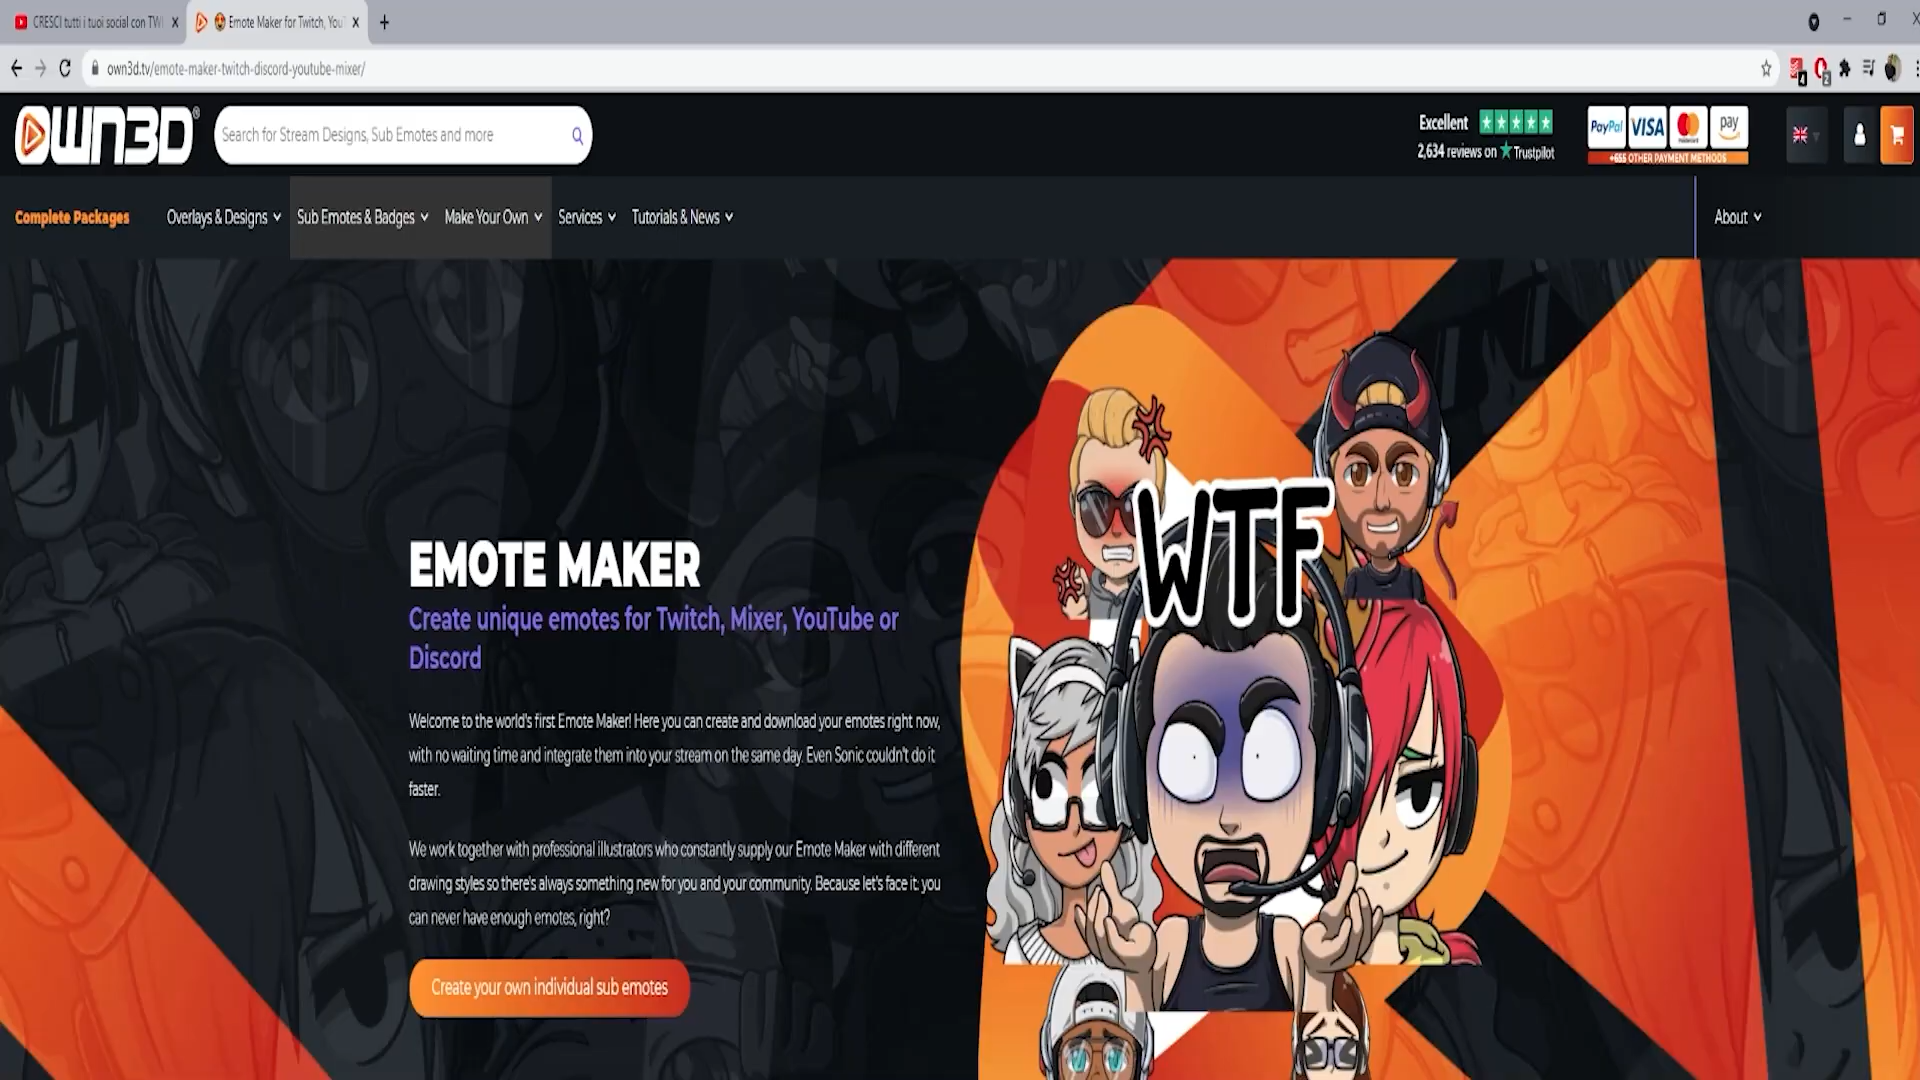 CRESCI tutti i tuoi social con TW
Emote Maker for Twitch, You
own3d.tv/emote-maker-twitch-discord-youtube-mixer/
OWN3D®
Search for Stream Designs, Sub Emotes and more
Excellent
2,634 reviews on Trustpilot
PayPal VISA mastercard pay
+655 OTHER PAYMENT METHODS
Complete Packages
Overlays & Designs
Sub Emotes & Badges
Make Your Own
Services
Tutorials & News
About
WTF
EMOTE MAKER
Create unique emotes for Twitch, Mixer, YouTube or
Discord
Welcome to the world's first Emote Maker! Here you can create and download your emotes right now,
with no waiting time and integrate them into your stream on the same day. Even Sonic couldn't do it
faster.
We work together with professional illustrators who constantly supply our Emote Maker with different
drawing styles so there's always something new for you and your community. Because let's face it: you
can never have enough emotes, right?
Create your own individual sub emotes